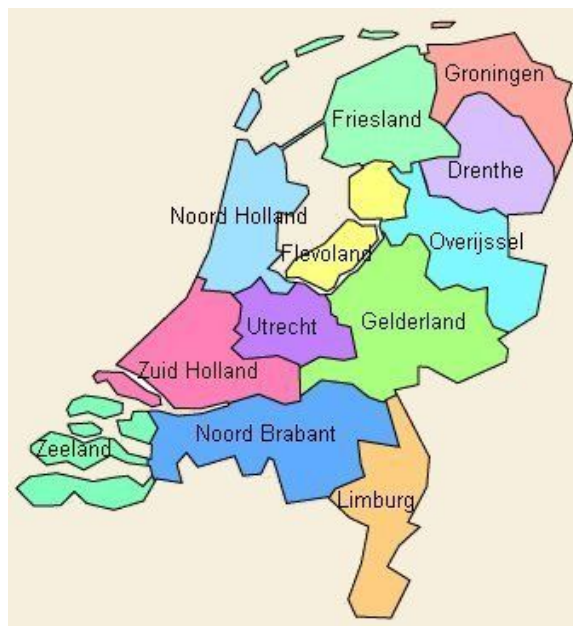 Groningen
Friesland
Drenthe
Noord Holland
Overijssel
Flevoland
Utrecht
Gelderland
Zuid Holland
Noord Brabant
Zeeland
Limburg